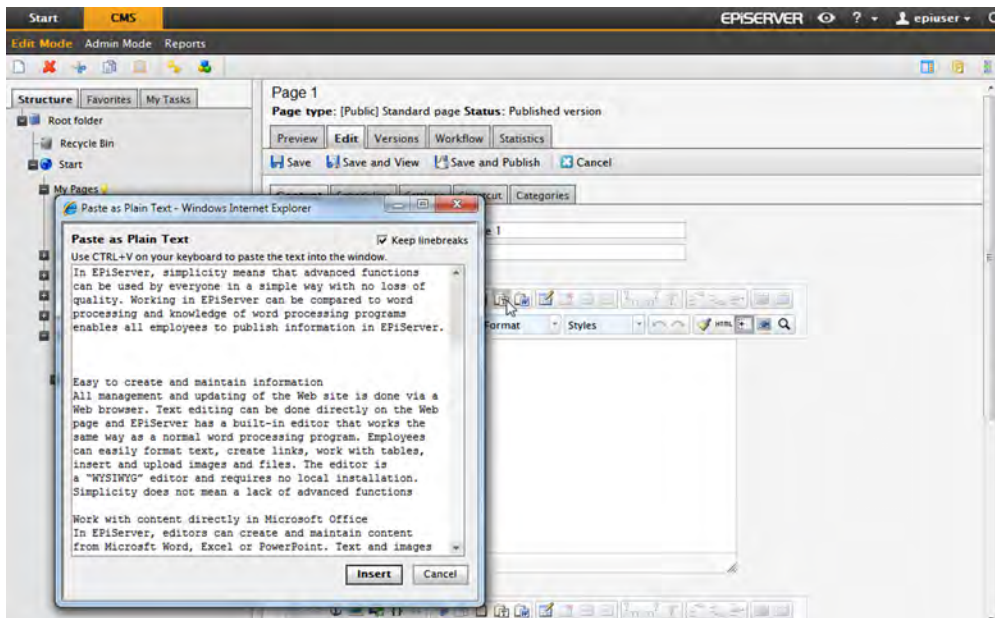 Start CMS EPiSERVER ? epiuser
Edit Mode Admin Mode Reports
Structure Favorites My Tasks
Root folder
Recycle Bin
Start
My Pages
Page 1
Page type: [Public] Standard page Status: Published version
Preview Edit Versions Workflow Statistics
Save Save and View Save and Publish Cancel
Categories
Format Styles HTML
Paste as Plain Text - Windows Internet Explorer
Paste as Plain Text Keep linebreaks
Use CTRL+V on your keyboard to paste the text into the window.
In EPiServer, simplicity means that advanced functions
can be used by everyone in a simple way with no loss of
quality. Working in EPiServer can be compared to word
processing and knowledge of word processing programs
enables all employees to publish information in EPiServer.
Easy to create and maintain information
All management and updating of the Web site is done via a
Web browser. Text editing can be done directly on the Web
page and EPiServer has a built-in editor that works the
same way as a normal word processing program. Employees
can easily format text, create links, work with tables,
insert and upload images and files. The editor is
a "WYSIWYG" editor and requires no local installation.
Simplicity does not mean a lack of advanced functions
Work with content directly in Microsoft Office
In EPiServer, editors can create and maintain content
from Microsft Word, Excel or PowerPoint. Text and images
Insert Cancel